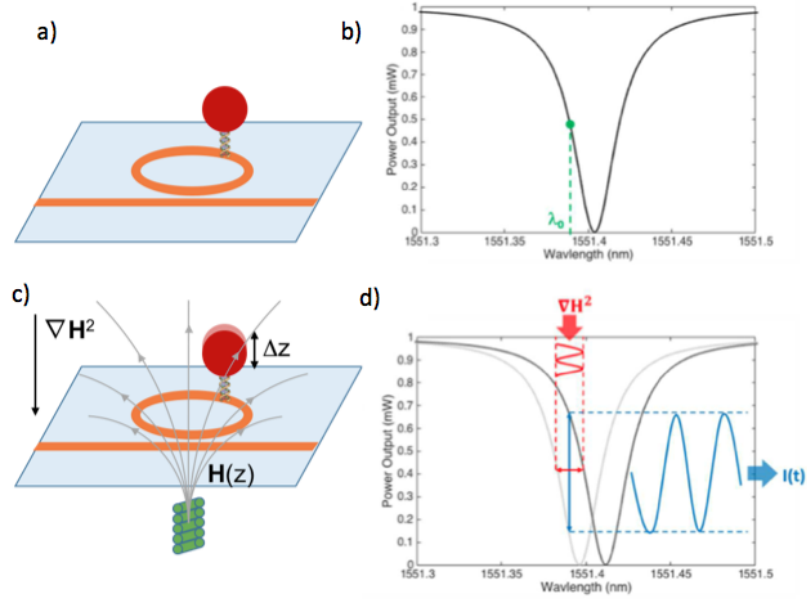 a)
b)
Power Output (mW)
1
0.9
0.8
0.7
0.6
0.5
0.4
0.3
0.2
0.1
0
λ₀
1551.3
1551.35
1551.4
1551.45
1551.5
Wavlength (nm)
c)
∇H²
Δz
H(z)
d)
∇H²
Power Output (mW)
1
0.9
0.8
0.7
0.6
0.5
0.4
0.3
0.2
0.1
0
I(t)
1551.3
1551.35
1551.4
1551.45
1551.5
Wavlength (nm)